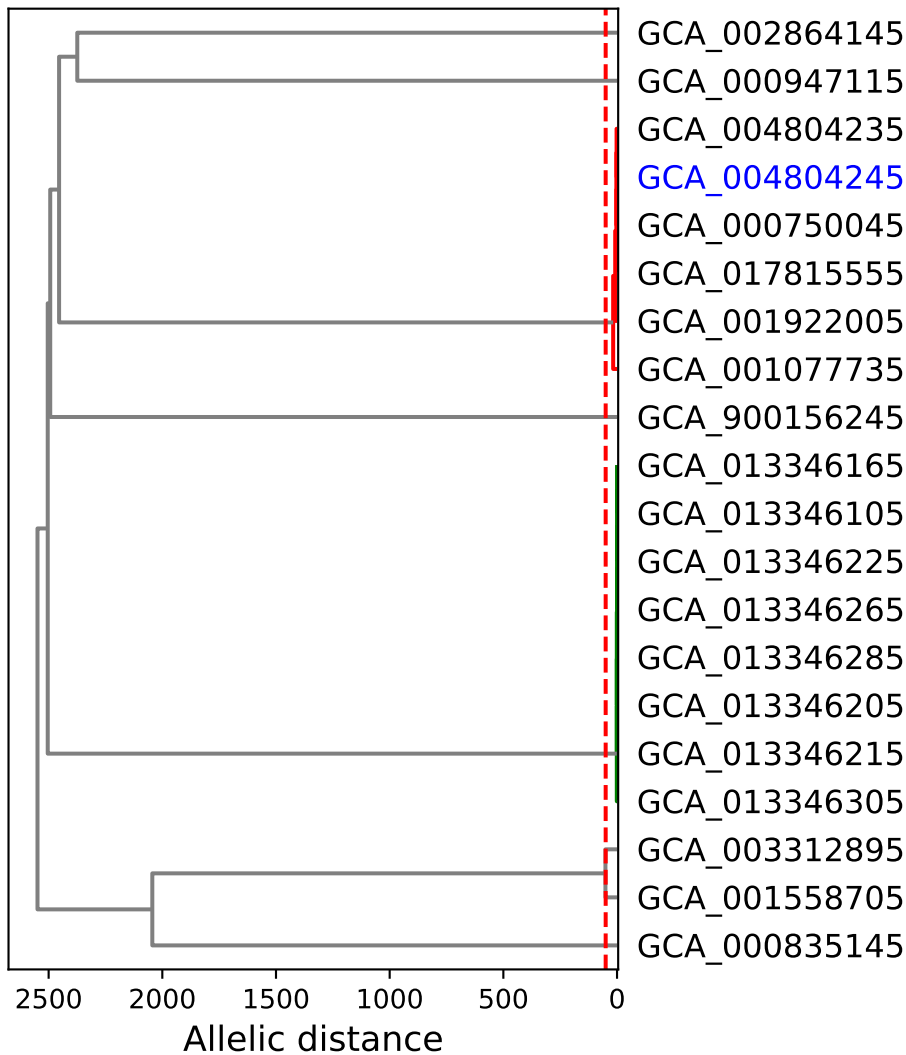 GCA_002864145
GCA_000947115
GCA_004804235
GCA_004804245
GCA_000750045
GCA_017815555
GCA_001922005
GCA_001077735
GCA_900156245
GCA_013346165
GCA_013346105
GCA_013346225
GCA_013346265
GCA_013346285
GCA_013346205
GCA_013346215
GCA_013346305
GCA_003312895
GCA_001558705
GCA_000835145
2500 2000 1500 1000 500 0
Allelic distance